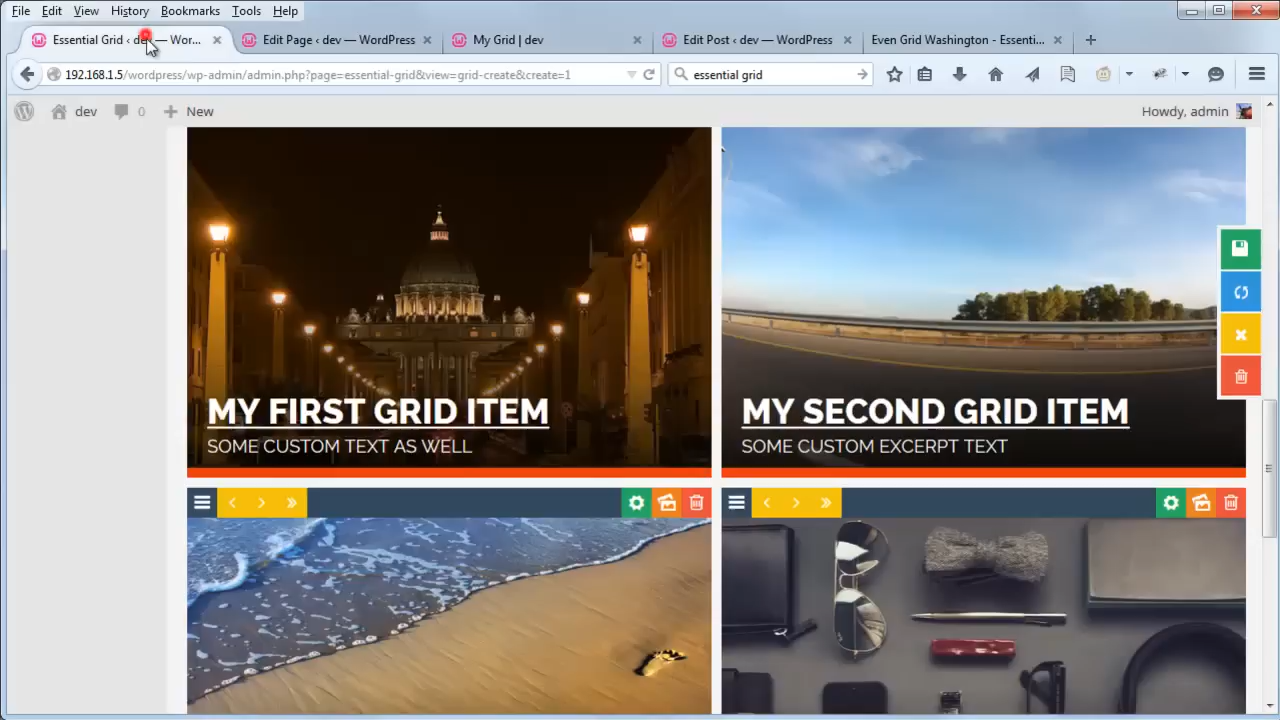 File Edit View History Bookmarks Tools Help
Essential Grid ‹ dev — Wor...
Edit Page ‹ dev — WordPress
My Grid | dev
Edit Post ‹ dev — WordPress
Even Grid Washington - Essenti...
192.168.1.5/wordpress/wp-admin/admin.php?page=essential-grid&view=grid-create&create=1
essential grid
dev 0 New
Howdy, admin
MY FIRST GRID ITEM
SOME CUSTOM TEXT AS WELL
MY SECOND GRID ITEM
SOME CUSTOM EXCERPT TEXT